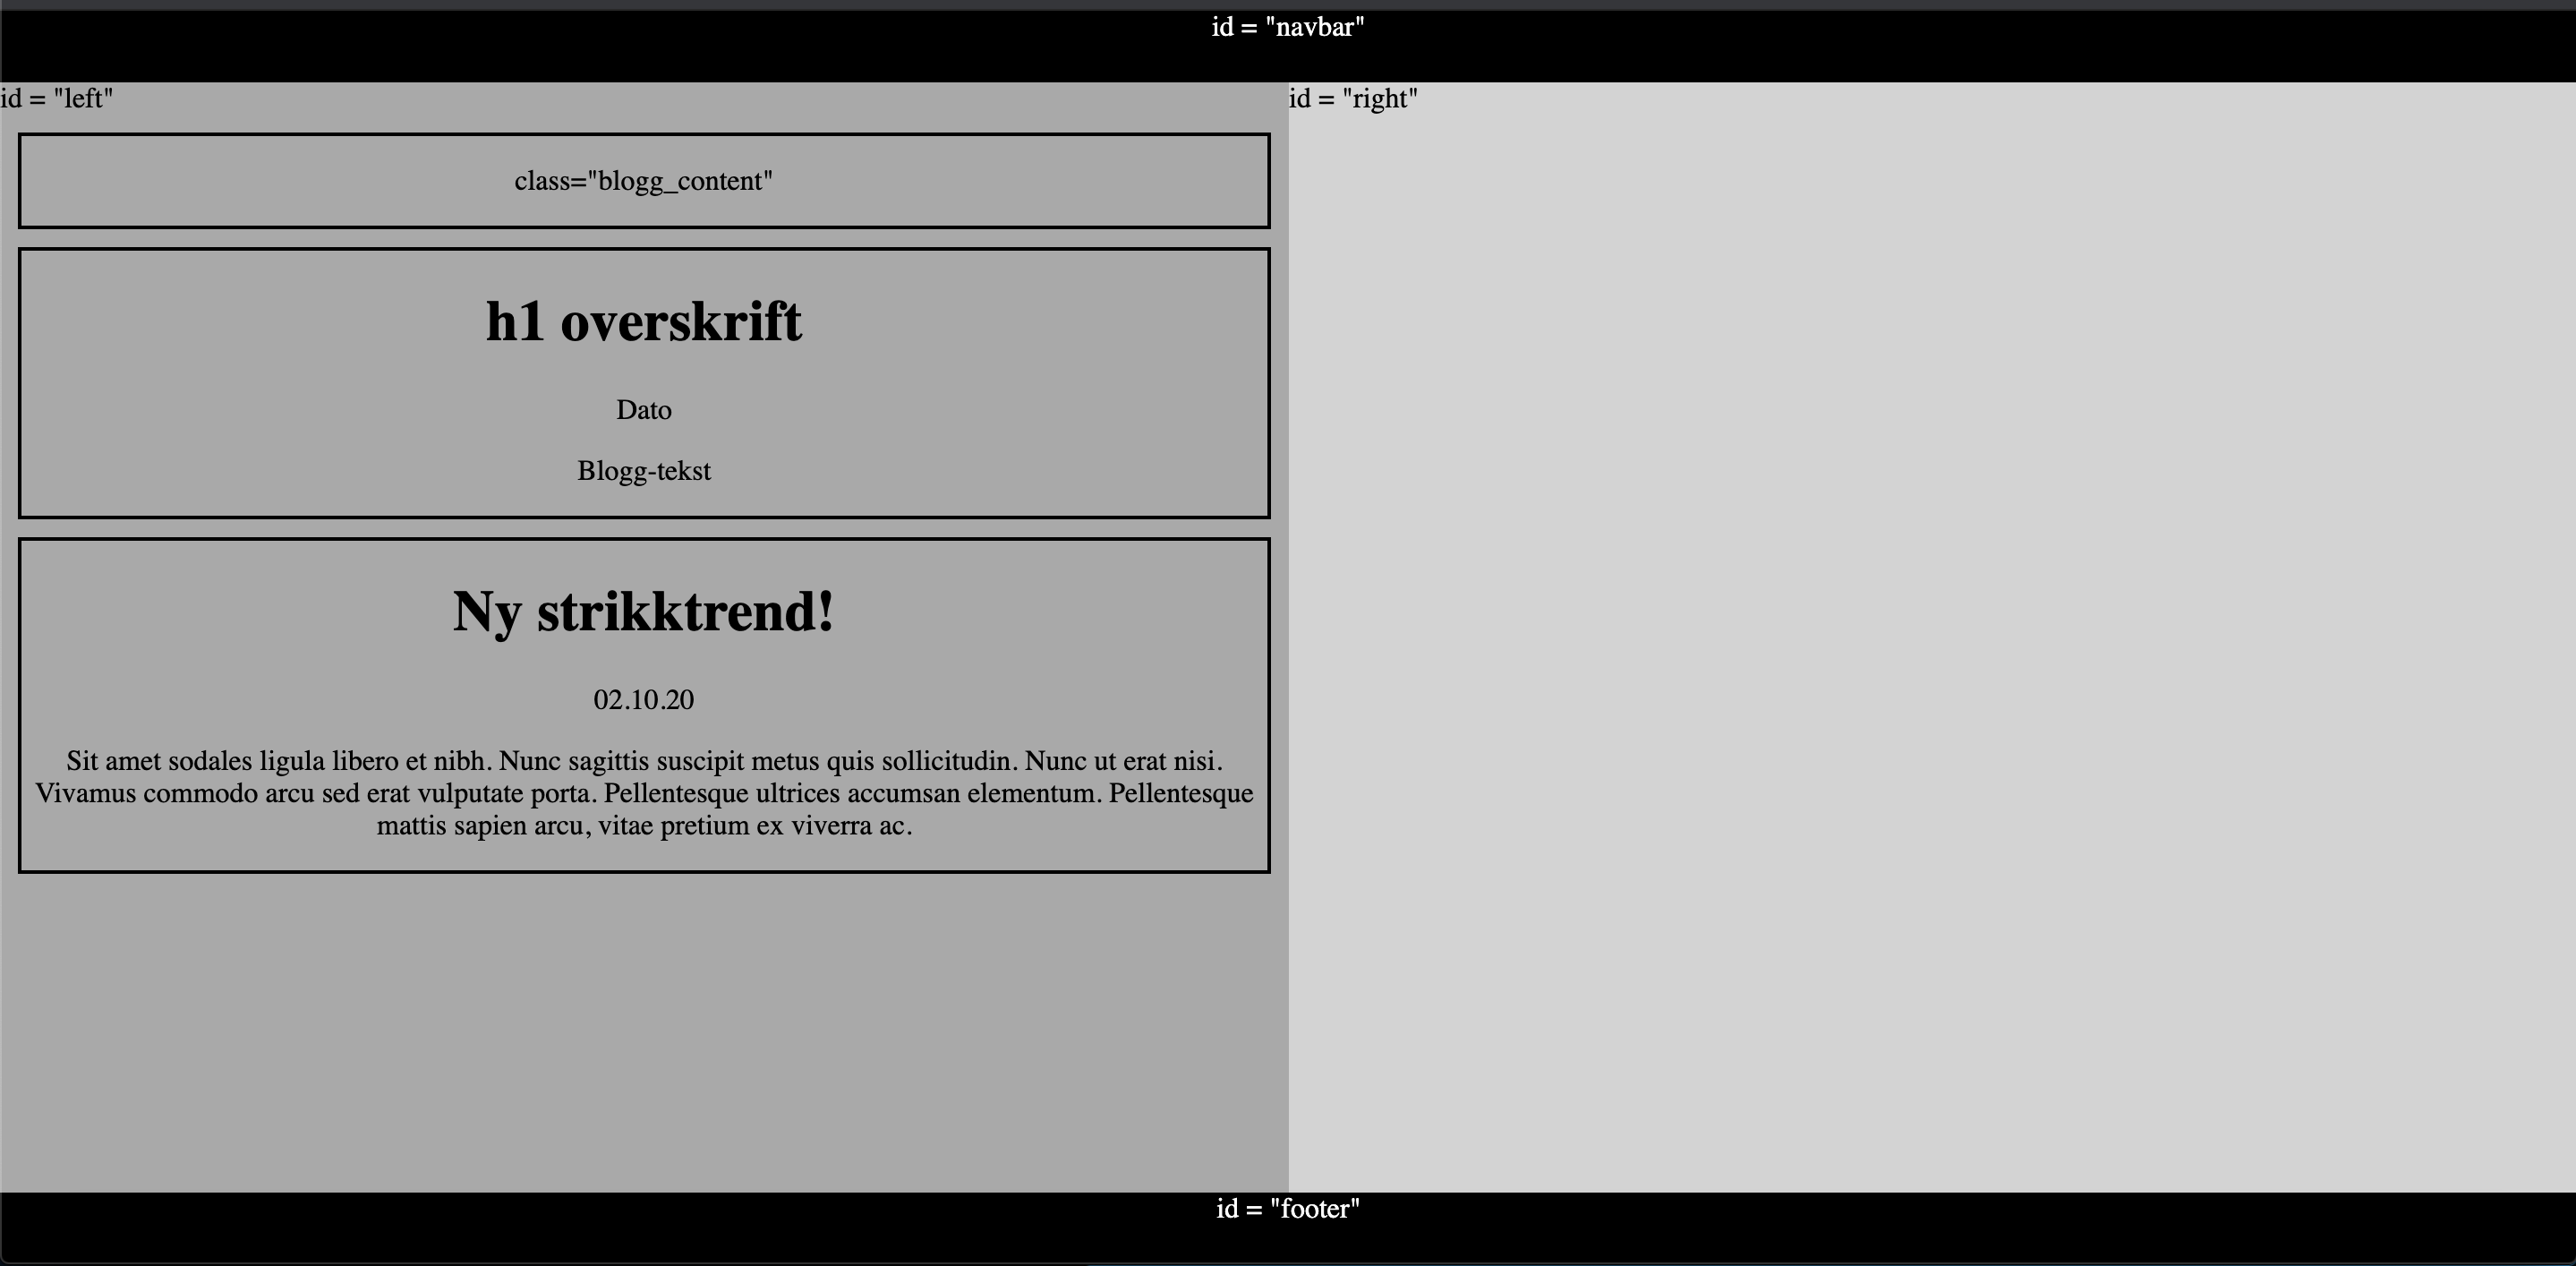 id = "navbar"
id = "left"
id = "right"
class="blogg_content"
h1 overskrift
Dato
Blogg-tekst
Ny strikktrend!
02.10.20
Sit amet sodales ligula libero et nibh. Nunc sagittis suscipit metus quis sollicitudin. Nunc ut erat nisi.
Vivamus commodo arcu sed erat vulputate porta. Pellentesque ultrices accumsan elementum. Pellentesque
mattis sapien arcu, vitae pretium ex viverra ac.
id = "footer"